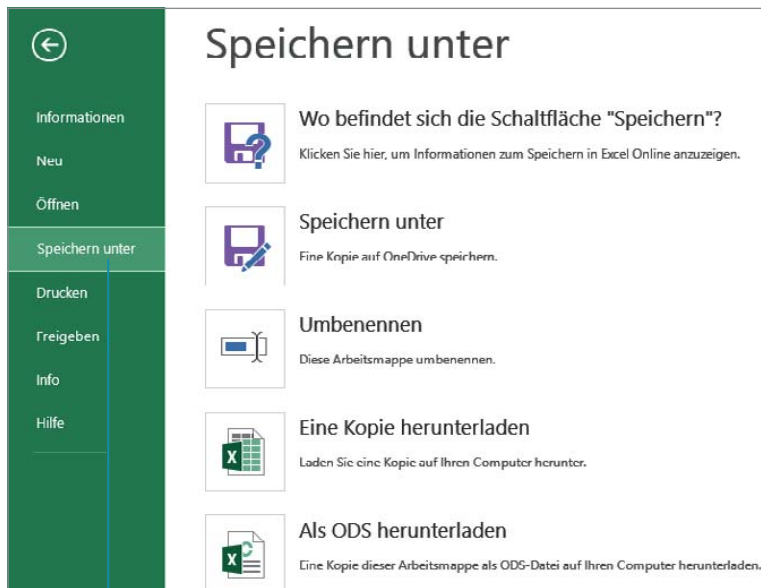 Speichern unter
Informationen
Neu
Öffnen
Speichern unter
Drucken
Freigeben
Info
Hilfe
Wo befindet sich die Schaltfläche "Speichern"?
Klicken Sie hier, um Informationen zum Speichern in Excel Online anzuzeigen.
Speichern unter
Eine Kopie auf OneDrive speichern.
Umbenennen
Diese Arbeitsmappe umbenennen.
Eine Kopie herunterladen
Laden Sie eine Kopie auf Ihren Computer herunter.
Als ODS herunterladen
Eine Kopie dieser Arbeitsmappe als ODS-Datei auf Ihren Computer herunterladen.